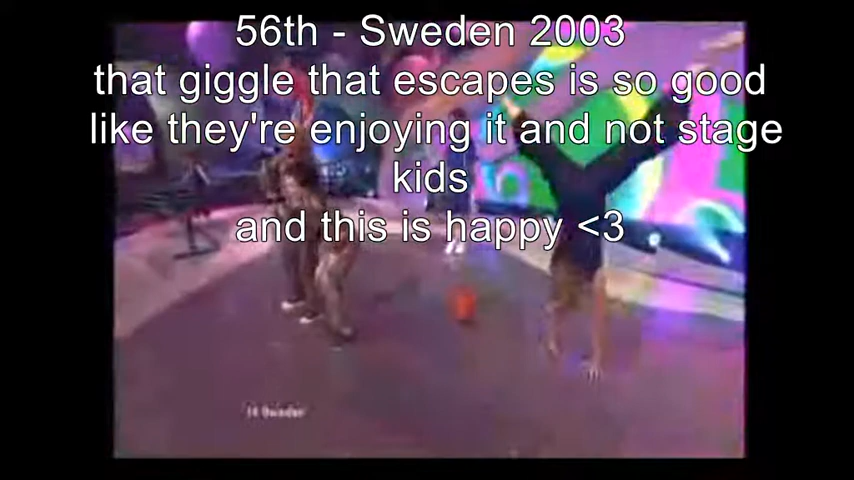 56th - Sweden 2003
that giggle that escapes is so good
like they're enjoying it and not stage
kids
and this is happy <3
14 Sweden